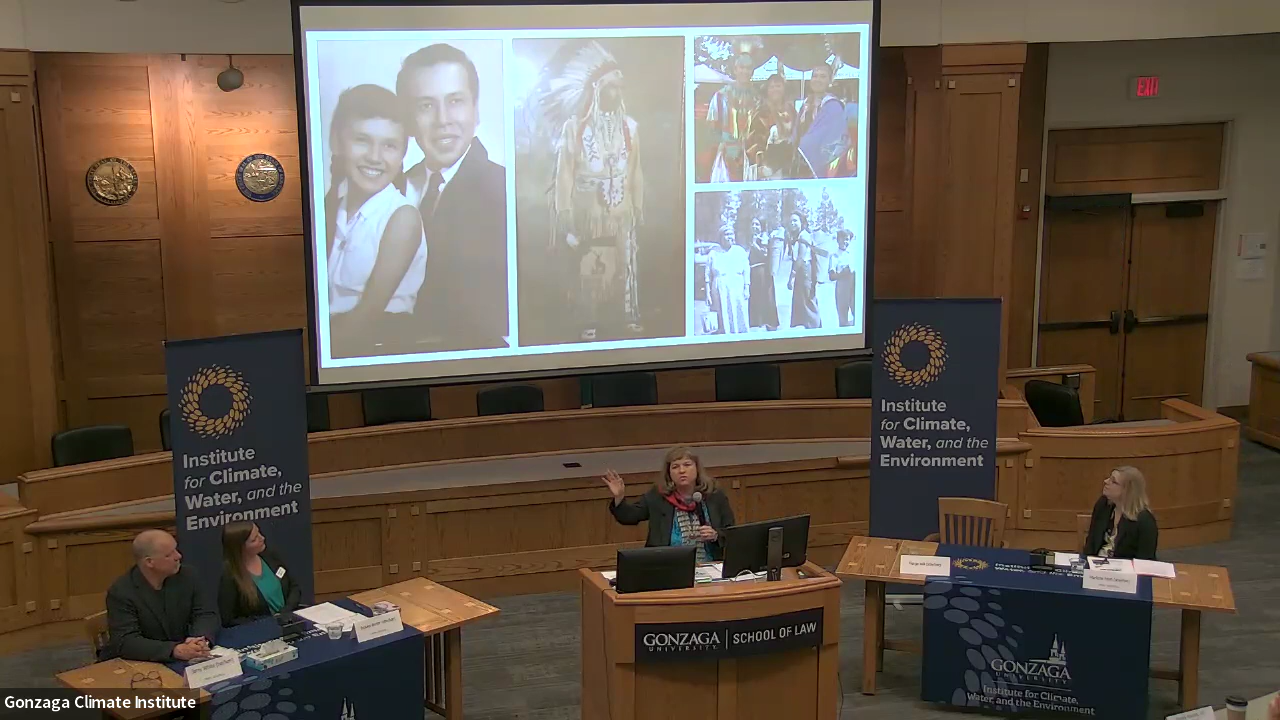 EXIT
Institute
for Climate,
Water, and the
Environment
Institute
for Climate,
Water, and the
Environment
GONZAGA
UNIVERSITY
SCHOOL OF LAW
GONZAGA
UNIVERSITY
Institute for Climate,
Water, and the Environment
Gonzaga Climate Institute